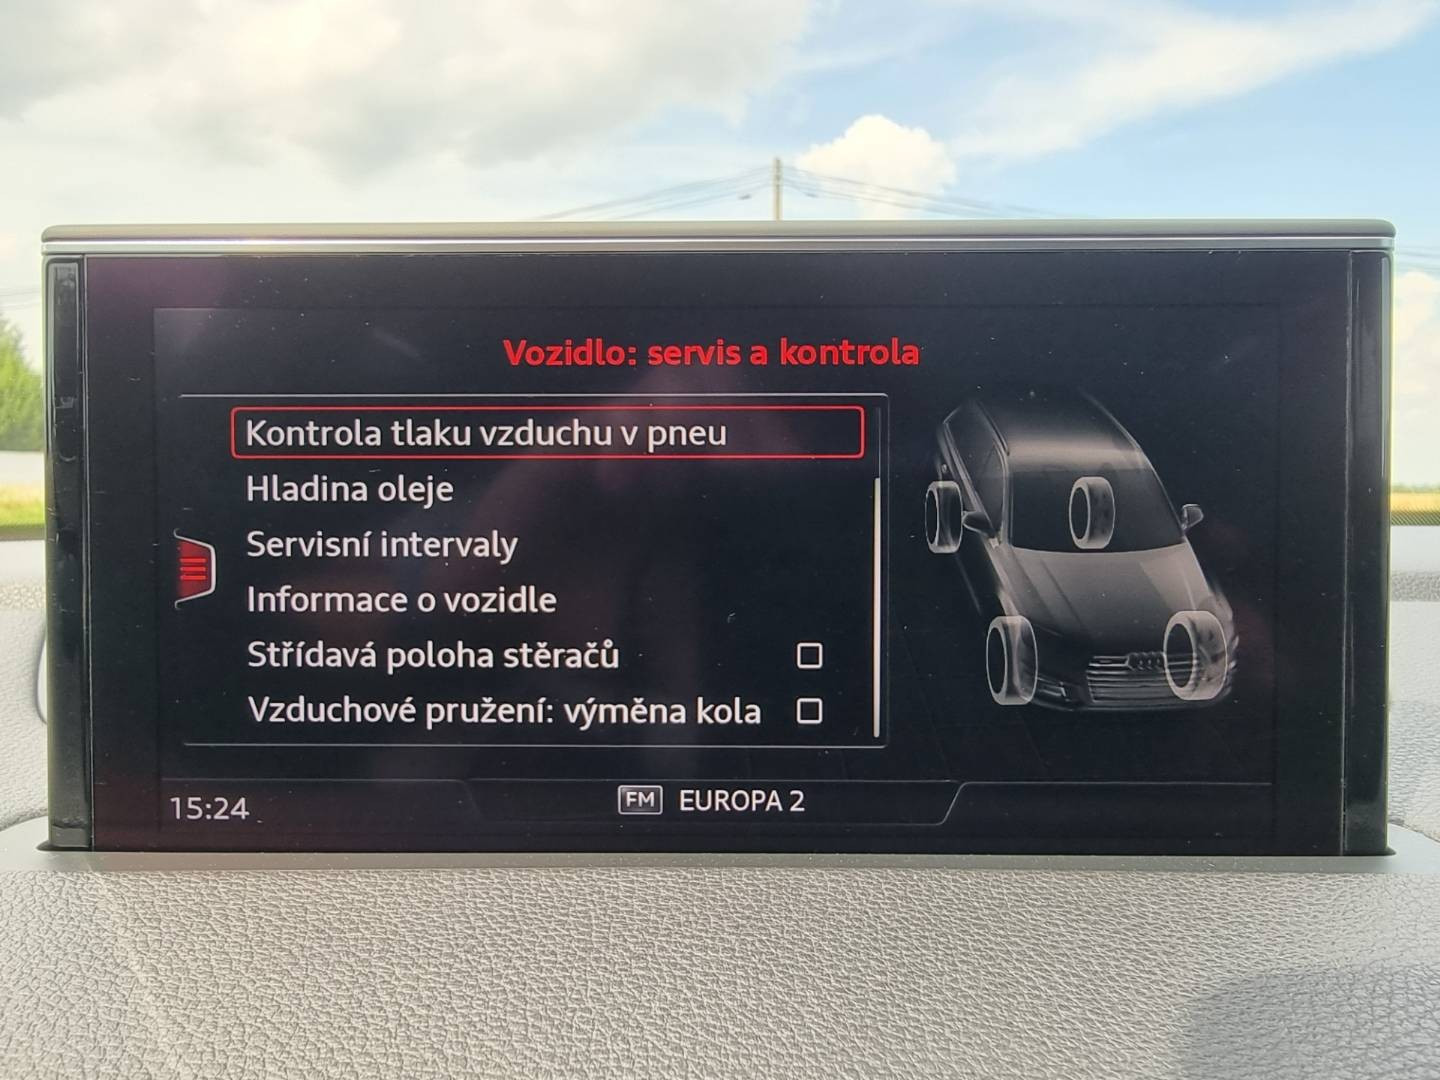 Vozidlo: servis a kontrola
Kontrola tlaku vzduchu v pneu
Hladina oleje
Servisní intervaly
Informace o vozidle
Střídavá poloha stěračů
Vzduchové pružení: výměna kola
15:24
FM EUROPA 2